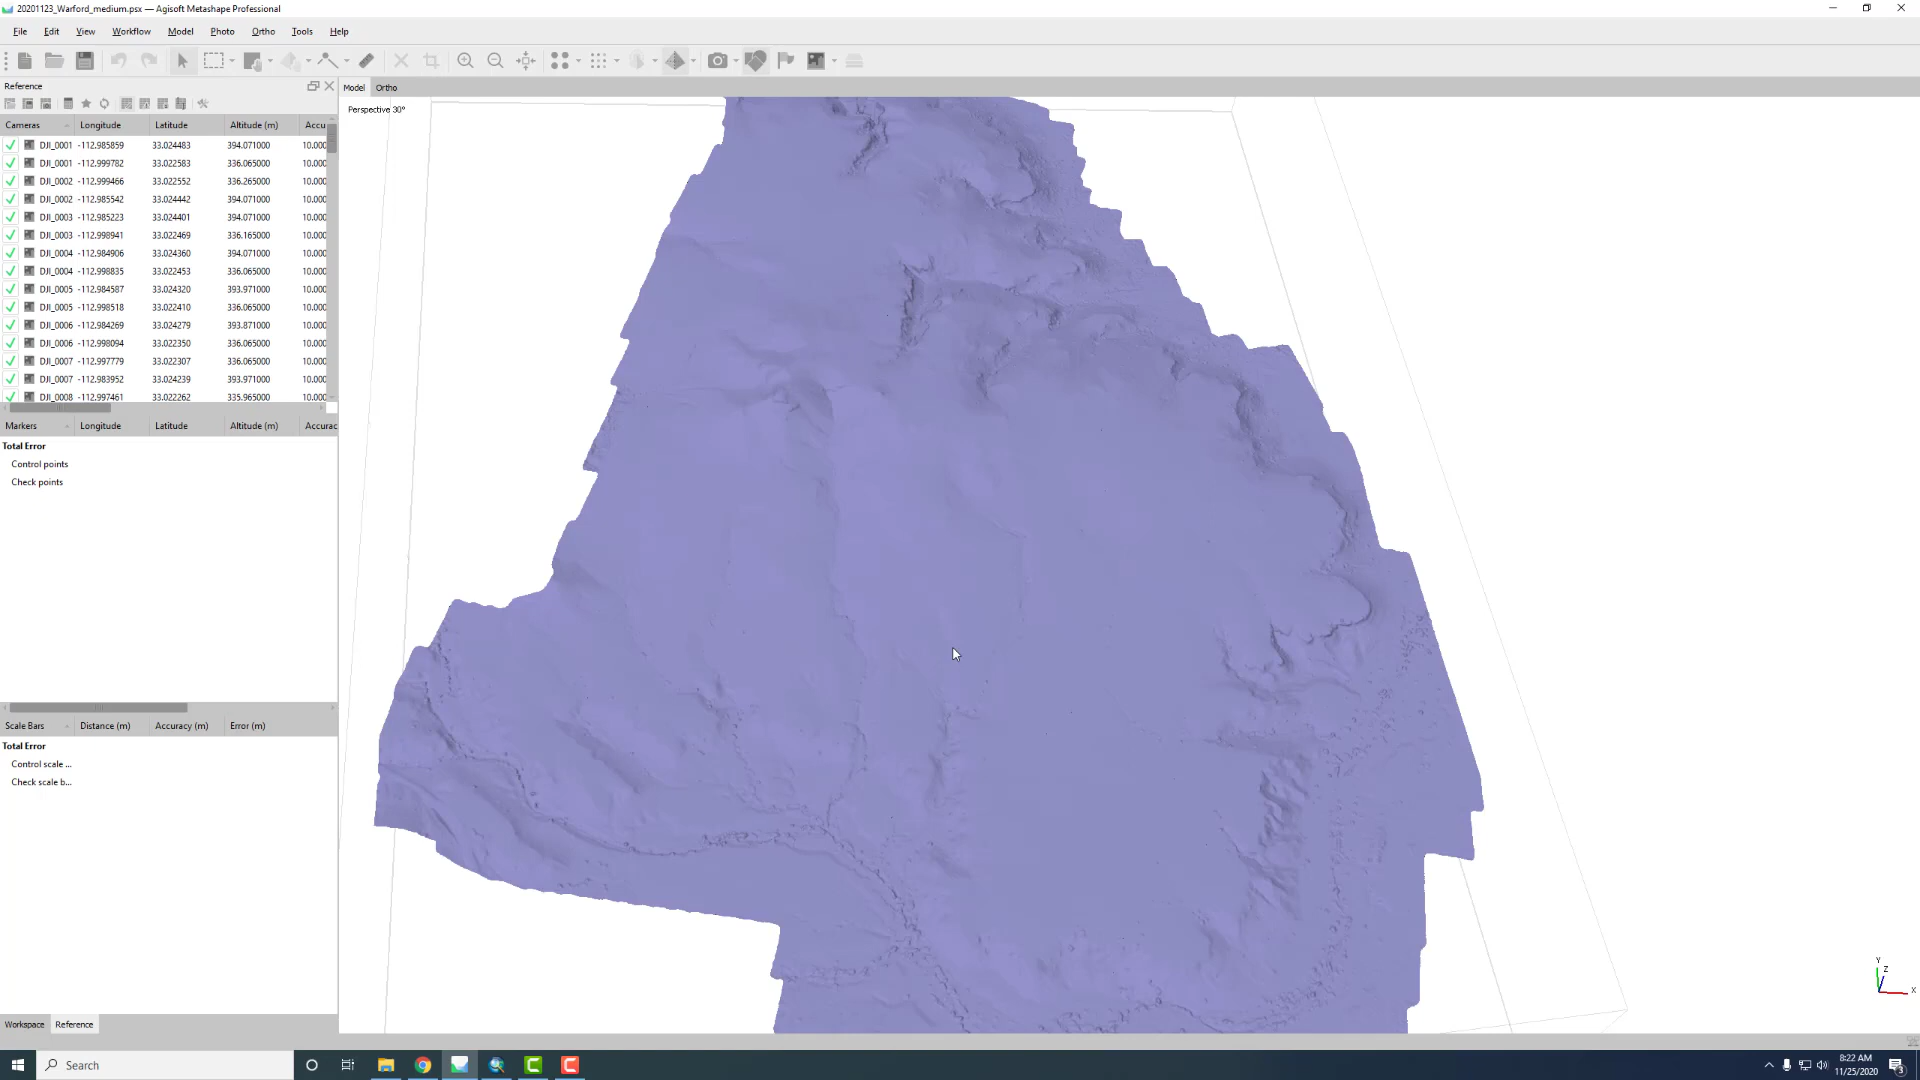 20201123_Warford_medium.psx — Agisoft Metashape Professional
File Edit View Workflow Model Photo Ortho Tools Help
Reference
Model Ortho
Perspective 30°
Cameras Longitude Latitude Altitude (m) Accu
DJI_0001 -112.985859 33.024483 394.071000 10.000
DJI_0001 -112.999782 33.022583 336.065000 10.000
DJI_0002 -112.999466 33.022552 336.265000 10.000
DJI_0002 -112.985542 33.024442 394.071000 10.000
DJI_0003 -112.985223 33.024401 394.071000 10.000
DJI_0003 -112.998941 33.022469 336.165000 10.000
DJI_0004 -112.984906 33.024360 394.071000 10.000
DJI_0004 -112.998835 33.022453 336.065000 10.000
DJI_0005 -112.984587 33.024320 393.971000 10.000
DJI_0005 -112.998518 33.022410 336.065000 10.000
DJI_0006 -112.984269 33.024279 393.871000 10.000
DJI_0006 -112.998094 33.022350 336.065000 10.000
DJI_0007 -112.997779 33.022307 336.065000 10.000
DJI_0007 -112.983952 33.024239 393.971000 10.000
DJI_0008 -112.997461 33.022262 335.965000 10.000
Markers Longitude Latitude Altitude (m) Accurac
Total Error
Control points
Check points
Scale Bars Distance (m) Accuracy (m) Error (m)
Total Error
Control scale ...
Check scale b...
Y
Z
X
Workspace Reference
Search
8:22 AM
11/25/2020
3